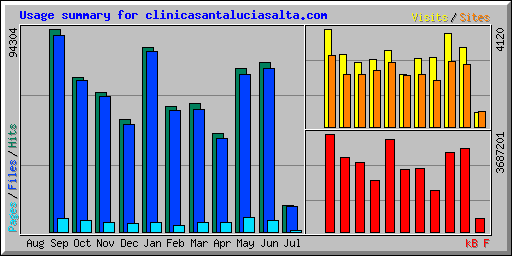 Usage summary for clinicasantaluciasalta.com
Visits/Sites
94304
4120
Pages/Files/Hits
3687201
Aug Sep Oct Nov Dec Jan Feb Mar Apr May Jun Jul
kB F